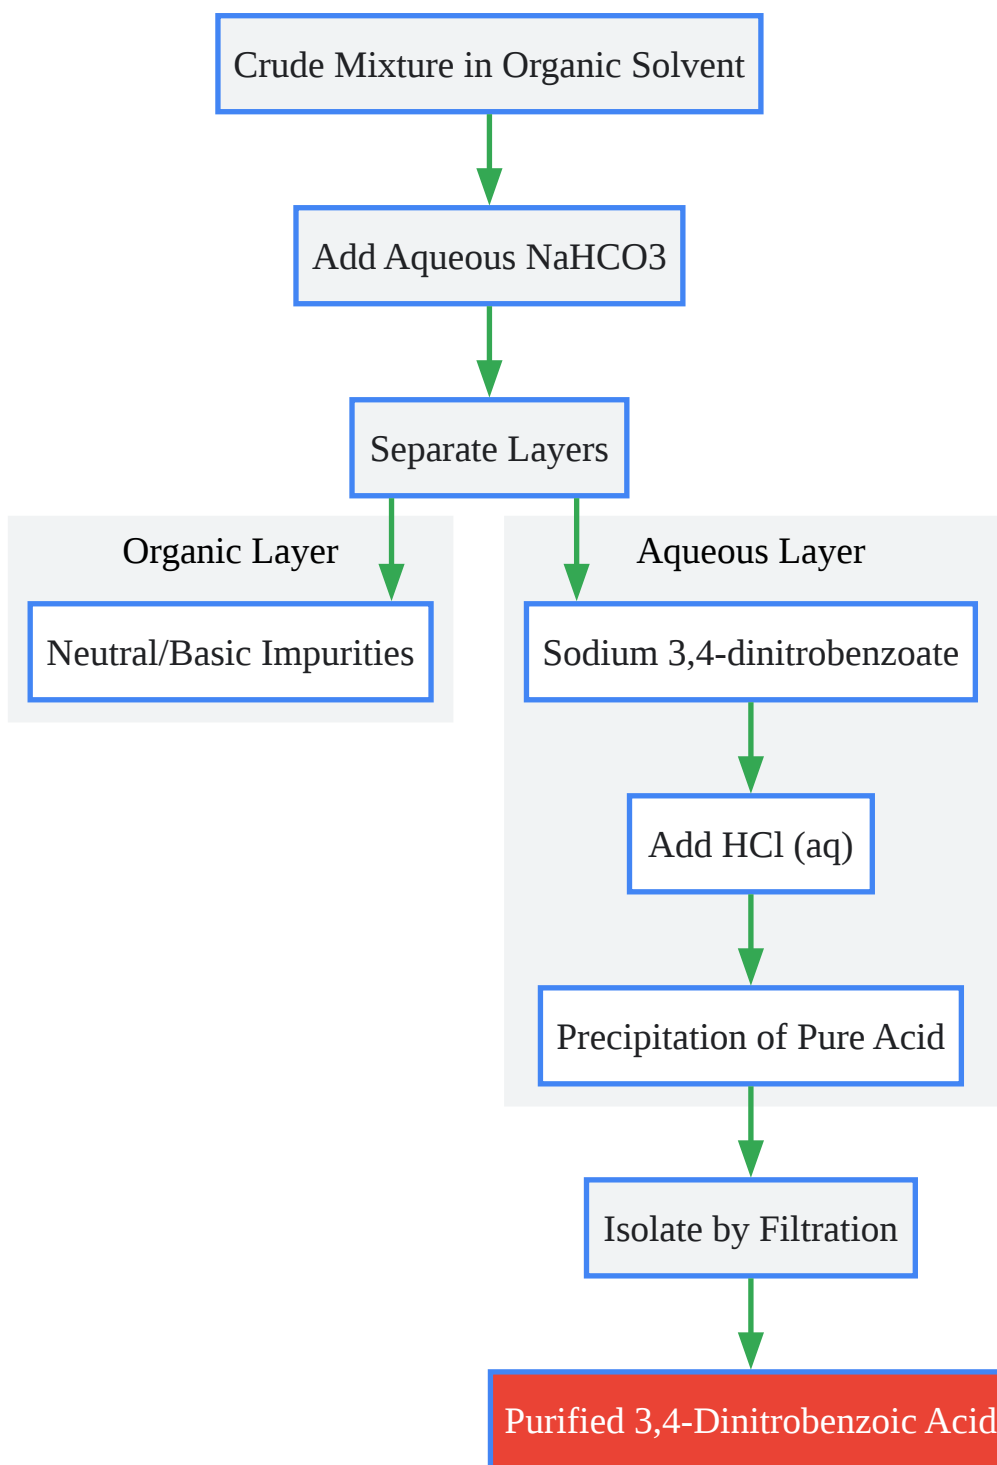 Crude Mixture in Organic Solvent
Add Aqueous NaHCO3
Separate Layers
Organic Layer
Neutral/Basic Impurities
Aqueous Layer
Sodium 3,4-dinitrobenzoate
Add HCl (aq)
Precipitation of Pure Acid
Isolate by Filtration
Purified 3,4-Dinitrobenzoic Acid